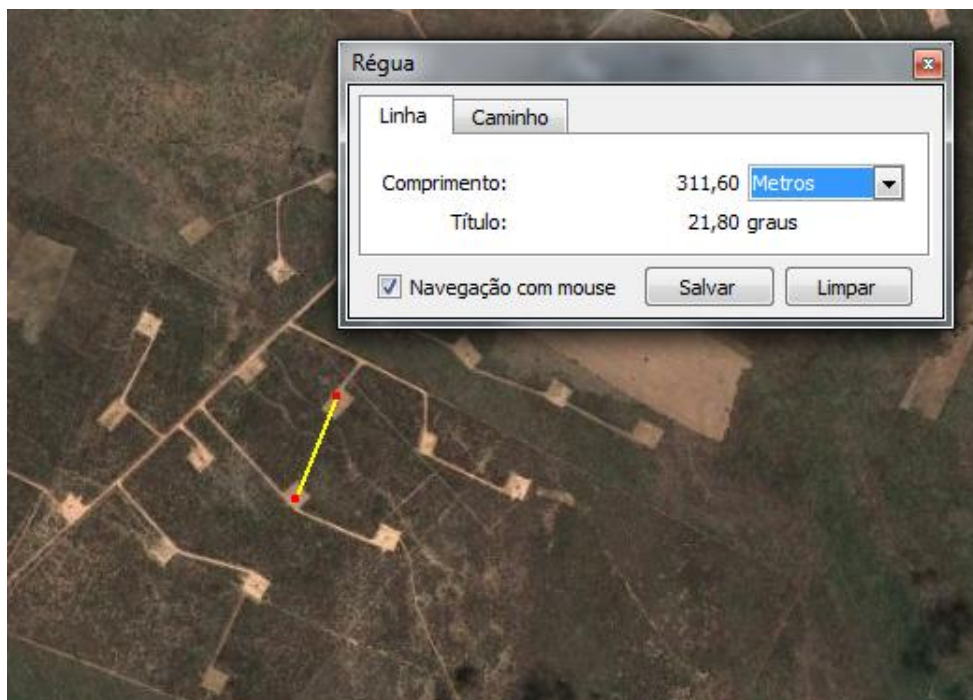 Régua
Linha
Caminho
Comprimento:
311,60 Metros
Título:
21,80 graus
Navegação com mouse
Salvar
Limpar